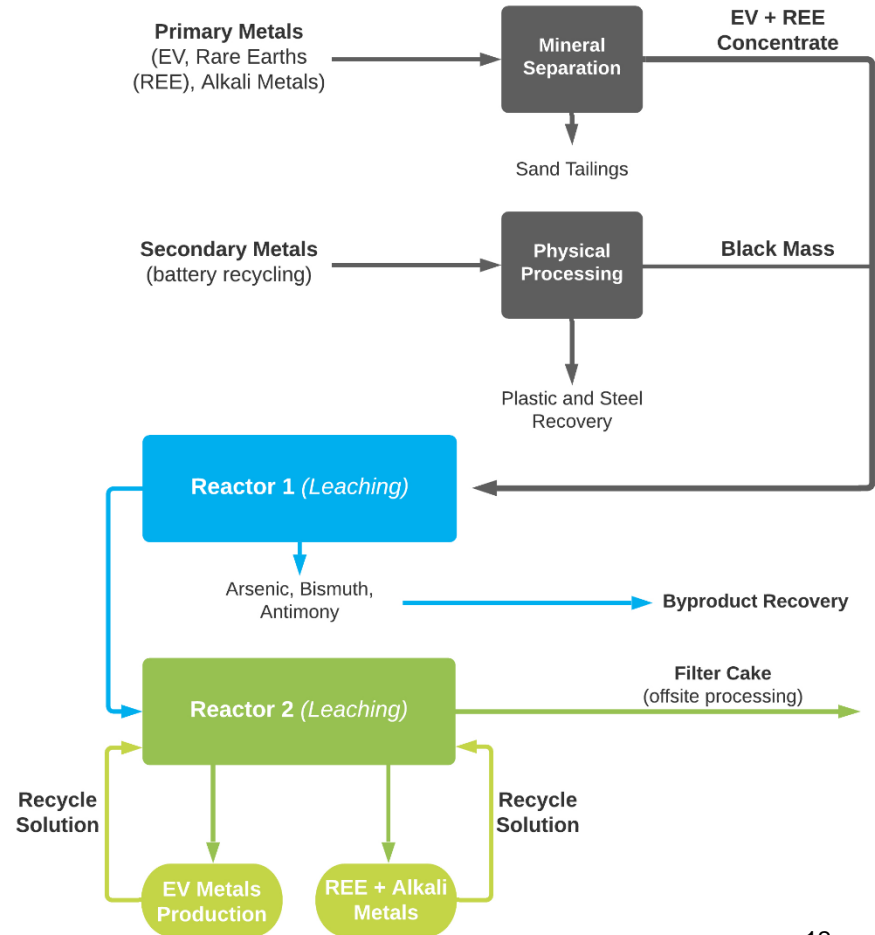 Primary Metals
(EV, Rare Earths
(REE), Alkali Metals)
Mineral
Separation
EV + REE
Concentrate
Sand Tailings
Secondary Metals
(battery recycling)
Physical
Processing
Black Mass
Plastic and Steel
Recovery
Reactor 1 (Leaching)
Arsenic, Bismuth,
Antimony
Byproduct Recovery
Reactor 2 (Leaching)
Filter Cake
(offsite processing)
Recycle
Solution
Recycle
Solution
EV Metals
Production
REE + Alkali
Metals